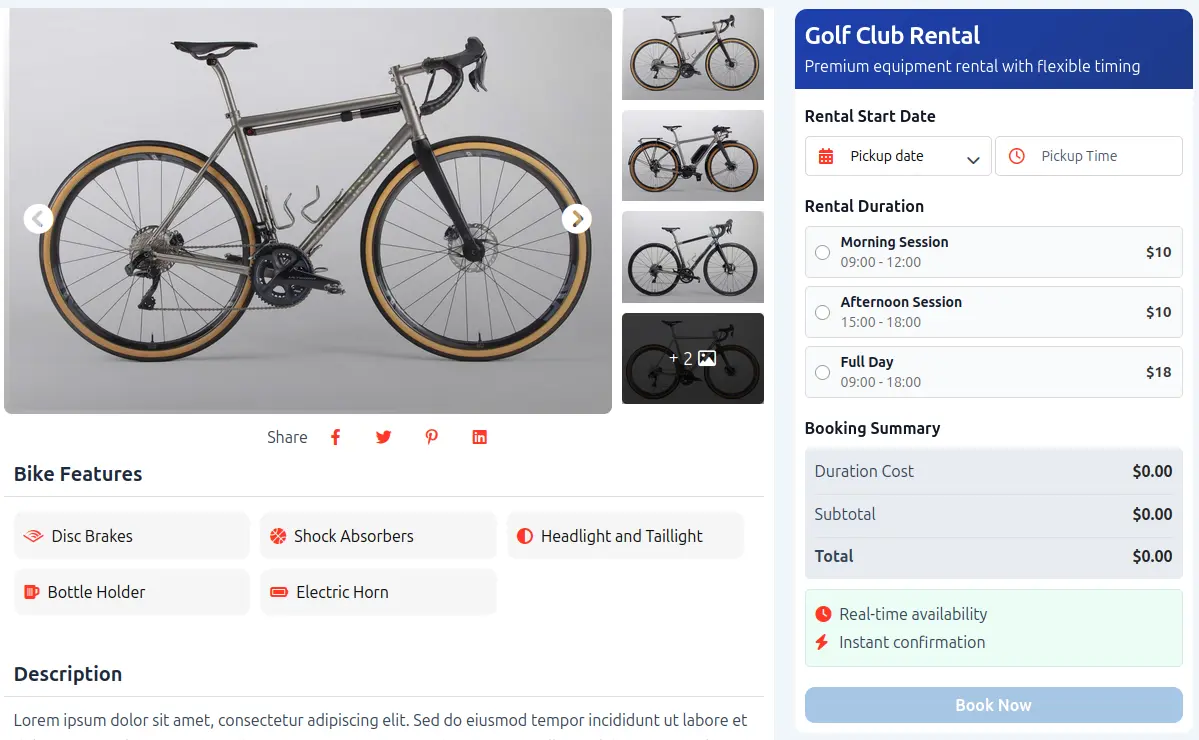 + 2
Share
Bike Features
Disc Brakes
Shock Absorbers
Headlight and Taillight
Bottle Holder
Electric Horn
Description
Lorem ipsum dolor sit amet, consectetur adipiscing elit. Sed do eiusmod tempor incididunt ut labore et
Golf Club Rental
Premium equipment rental with flexible timing
Rental Start Date
Pickup date
Pickup Time
Rental Duration
Morning Session
09:00 - 12:00
$10
Afternoon Session
15:00 - 18:00
$10
Full Day
09:00 - 18:00
$18
Booking Summary
Duration Cost $0.00
Subtotal $0.00
Total $0.00
Real-time availability
Instant confirmation
Book Now